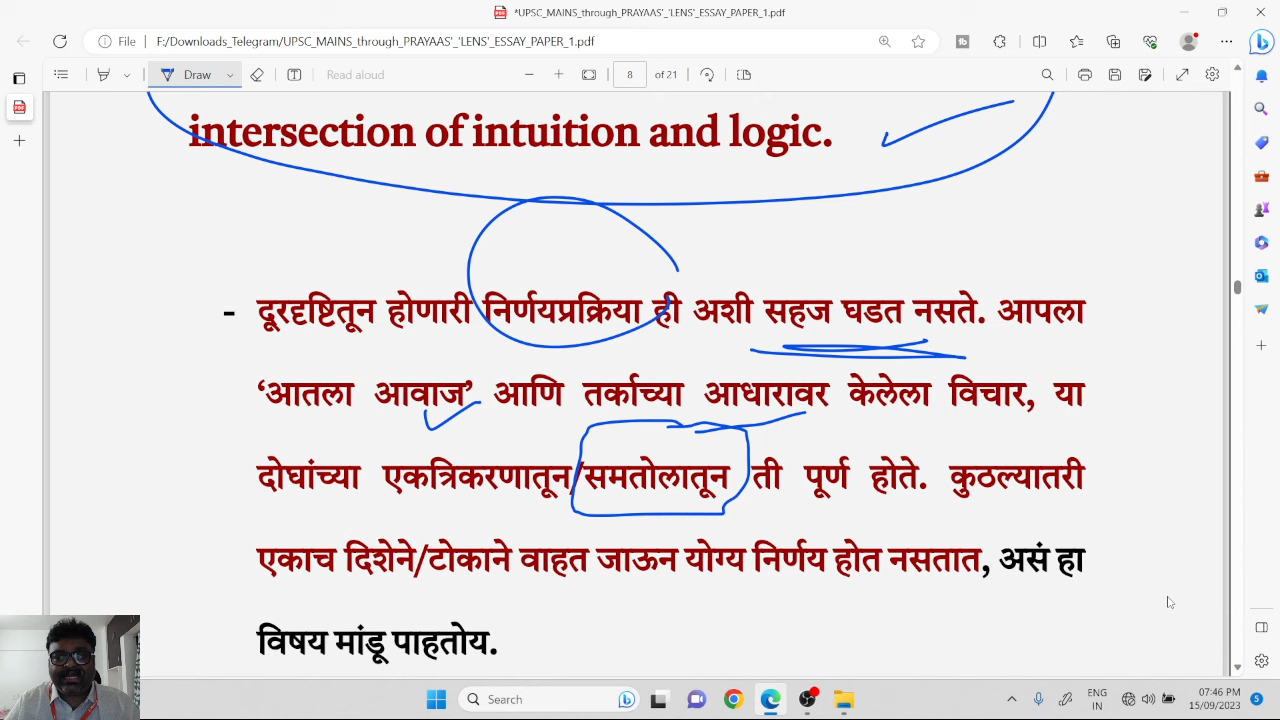 *UPSC_MAINS_through_PRAYAAS'_'LENS'_ESSAY_PAPER_1.pdf
File F:/Downloads_Telegram/UPSC_MAINS_through_PRAYAAS'_'LENS'_ESSAY_PAPER_1.pdf
Draw Read aloud 8 of 21
intersection of intuition and logic.
- दूरदृष्टितून होणारी निर्णयप्रक्रिया ही अशी सहज घडत नसते. आपला
‘आतला आवाज’ आणि तर्काच्या आधारावर केलेला विचार, या
दोघांच्या एकत्रिकरणातून/समतोलातून ती पूर्ण होते. कुठल्यातरी
एकाच दिशेने/टोकाने वाहत जाऊन योग्य निर्णय होत नसतात, असं हा
विषय मांडू पाहतोय.
Search
ENG
IN
07:46 PM
15/09/2023
5